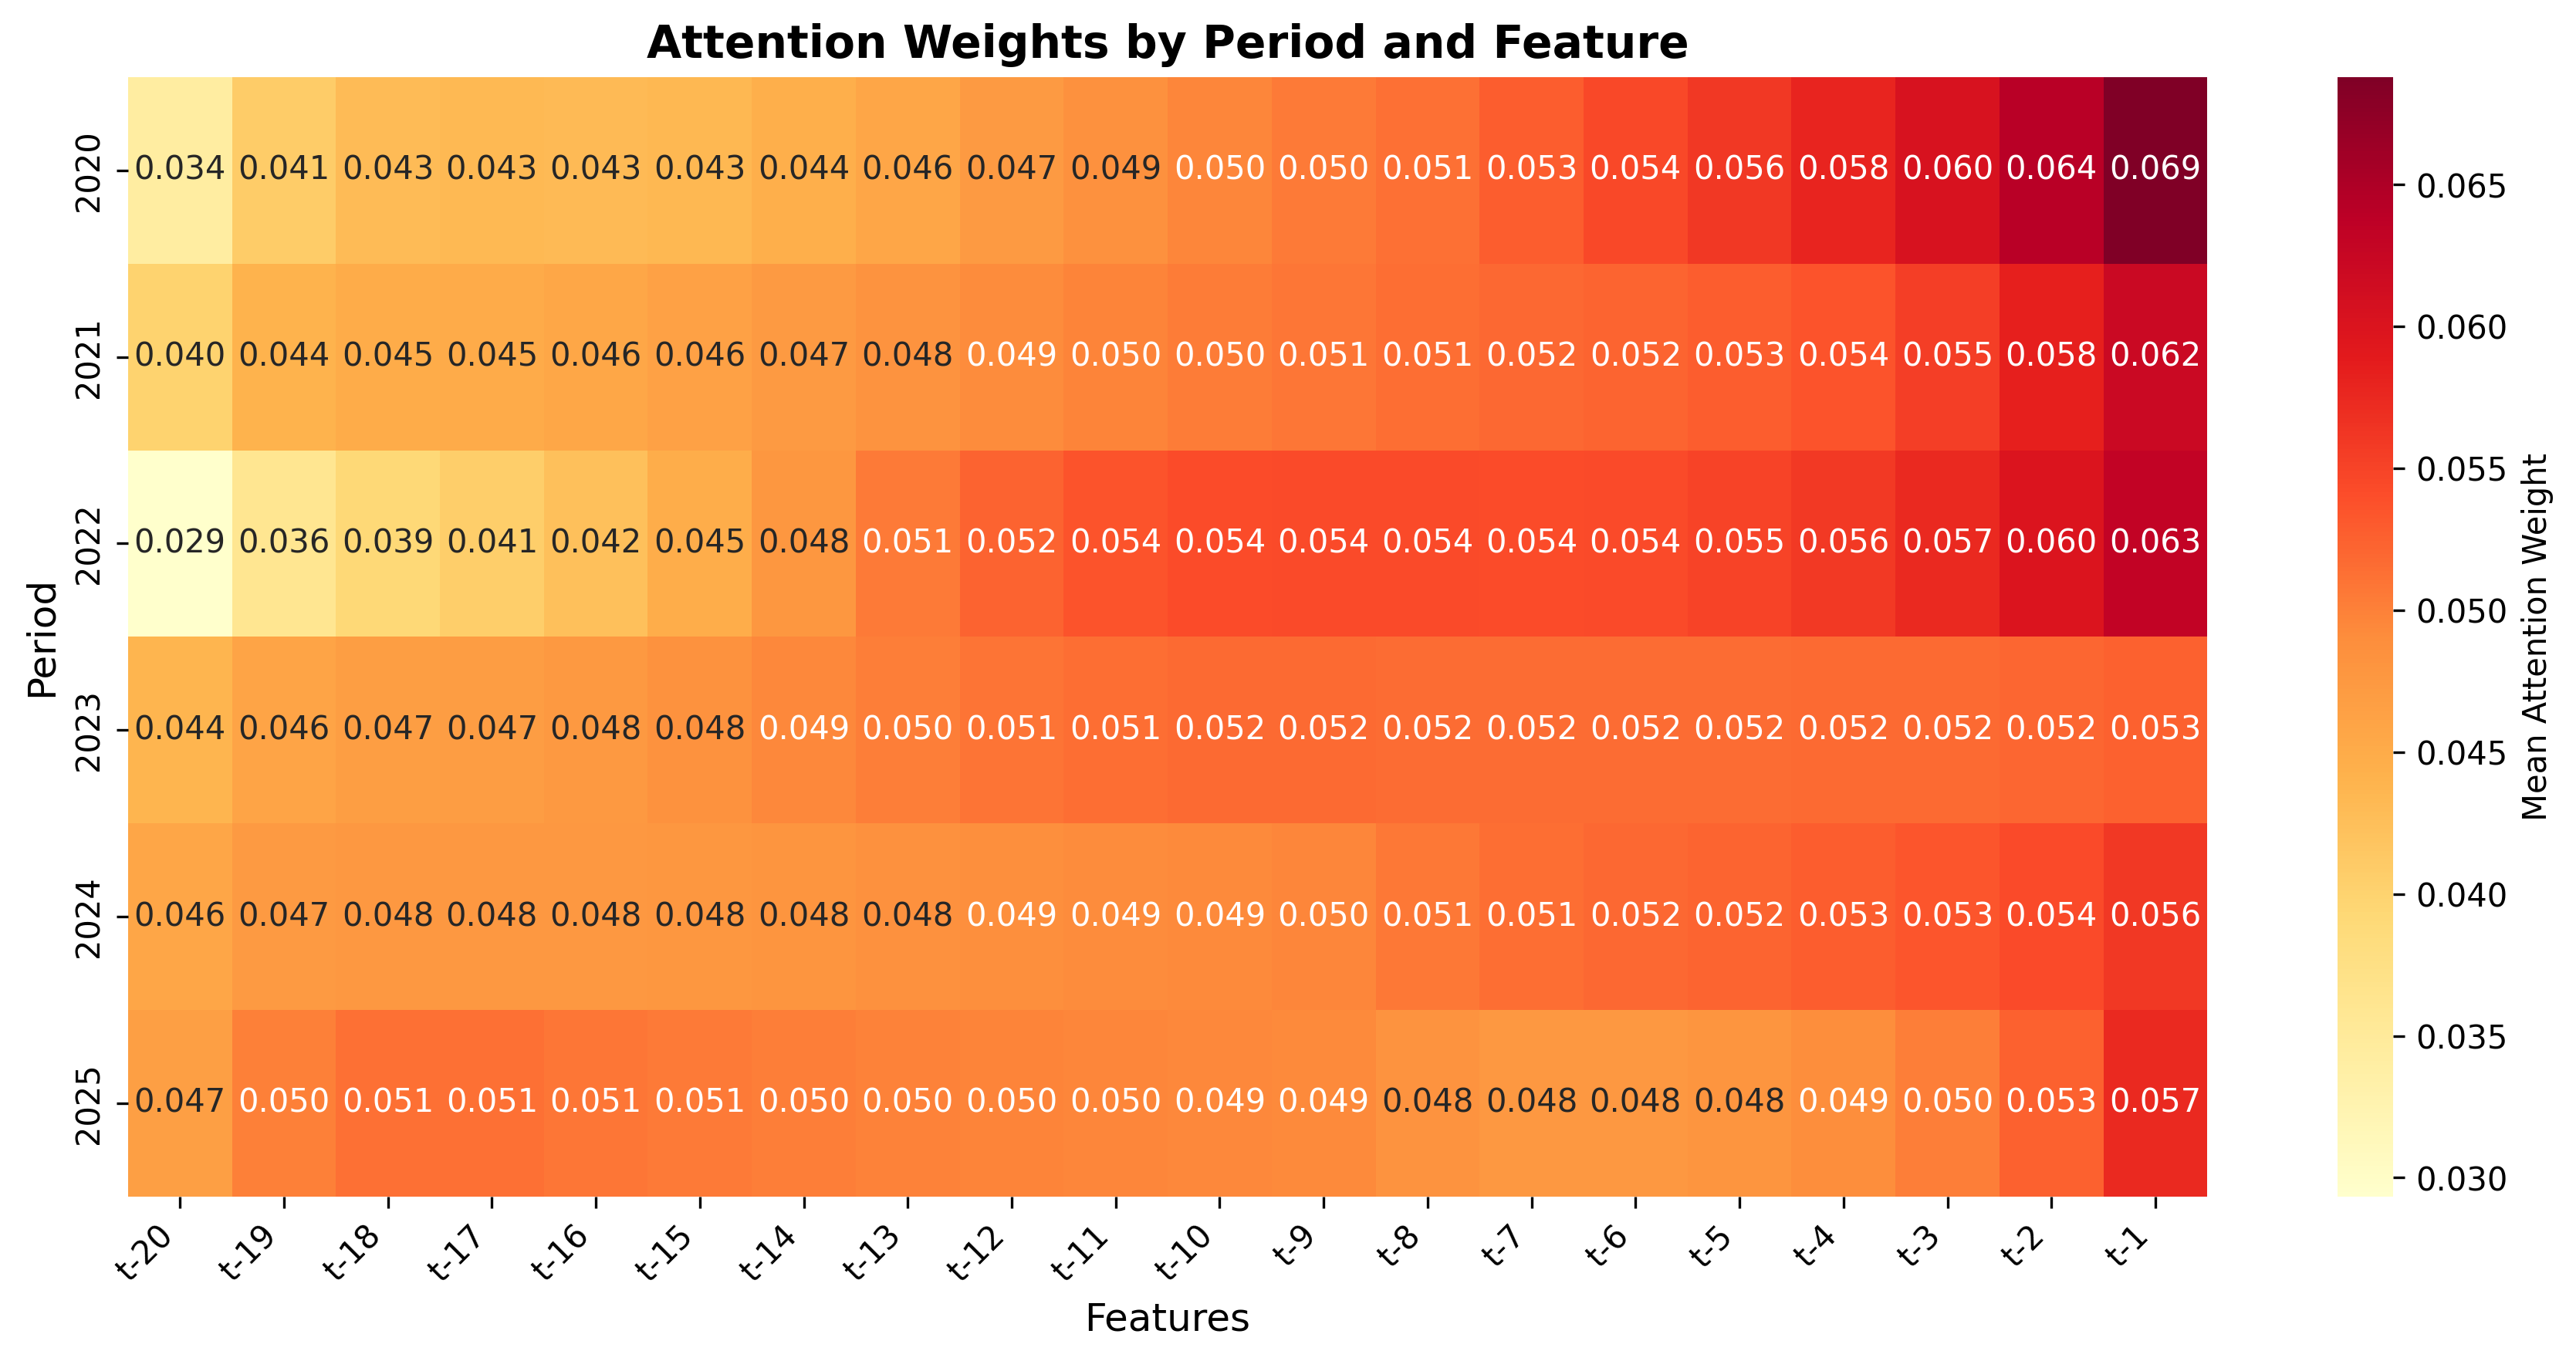 Attention Weights by Period and Feature
Period
2020 0.034 0.041 0.043 0.043 0.043 0.043 0.044 0.046 0.047 0.049 0.050 0.050 0.051 0.053 0.054 0.056 0.058 0.060 0.064 0.069
2021 0.040 0.044 0.045 0.045 0.046 0.046 0.047 0.048 0.049 0.050 0.050 0.051 0.051 0.052 0.052 0.053 0.054 0.055 0.058 0.062
2022 0.029 0.036 0.039 0.041 0.042 0.045 0.048 0.051 0.052 0.054 0.054 0.054 0.054 0.054 0.054 0.055 0.056 0.057 0.060 0.063
2023 0.044 0.046 0.047 0.047 0.048 0.048 0.049 0.050 0.051 0.051 0.052 0.052 0.052 0.052 0.052 0.052 0.052 0.052 0.052 0.053
2024 0.046 0.047 0.048 0.048 0.048 0.048 0.048 0.048 0.049 0.049 0.049 0.050 0.051 0.051 0.052 0.052 0.053 0.053 0.054 0.056
2025 0.047 0.050 0.051 0.051 0.051 0.051 0.050 0.050 0.050 0.050 0.049 0.049 0.048 0.048 0.048 0.048 0.049 0.050 0.053 0.057
t-20 t-19 t-18 t-17 t-16 t-15 t-14 t-13 t-12 t-11 t-10 t-9 t-8 t-7 t-6 t-5 t-4 t-3 t-2 t-1
Features
0.065
0.060
0.055
0.050
0.045
0.040
0.035
0.030
Mean Attention Weight